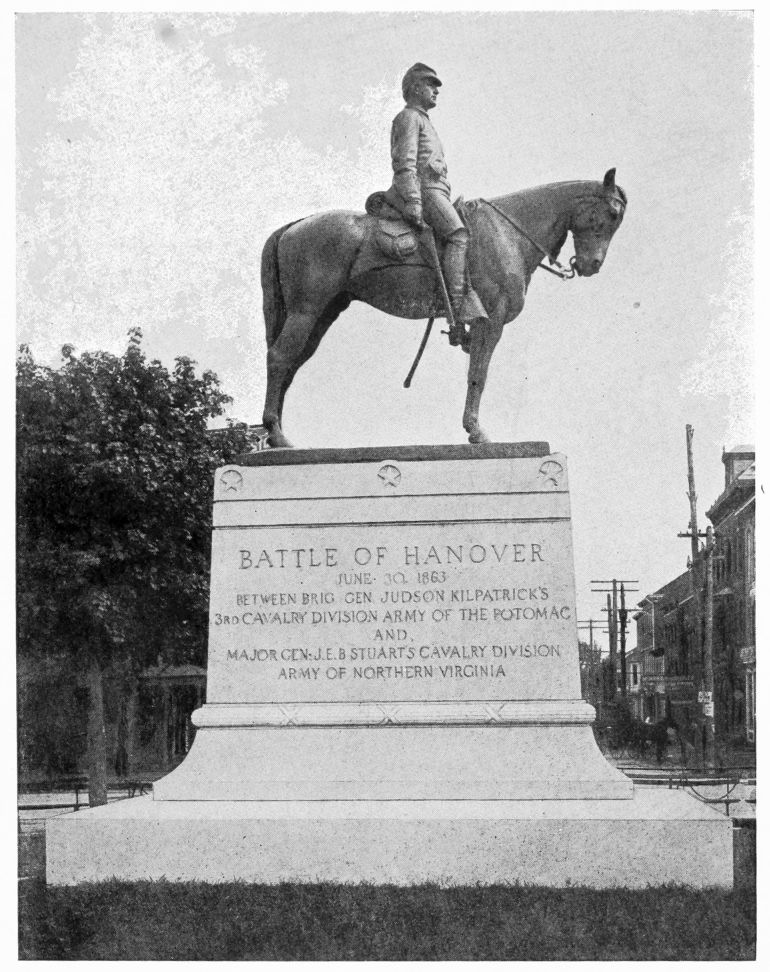 BATTLE OF HANOVER
JUNE · 30. 1863
BETWEEN BRIG. GEN. JUDSON KILPATRICK'S
3RD CAVALRY DIVISION ARMY OF THE POTOMAC
AND.
MAJOR GEN: J.E.B STUART'S CAVALRY DIVISION
ARMY OF NORTHERN VIRGINIA